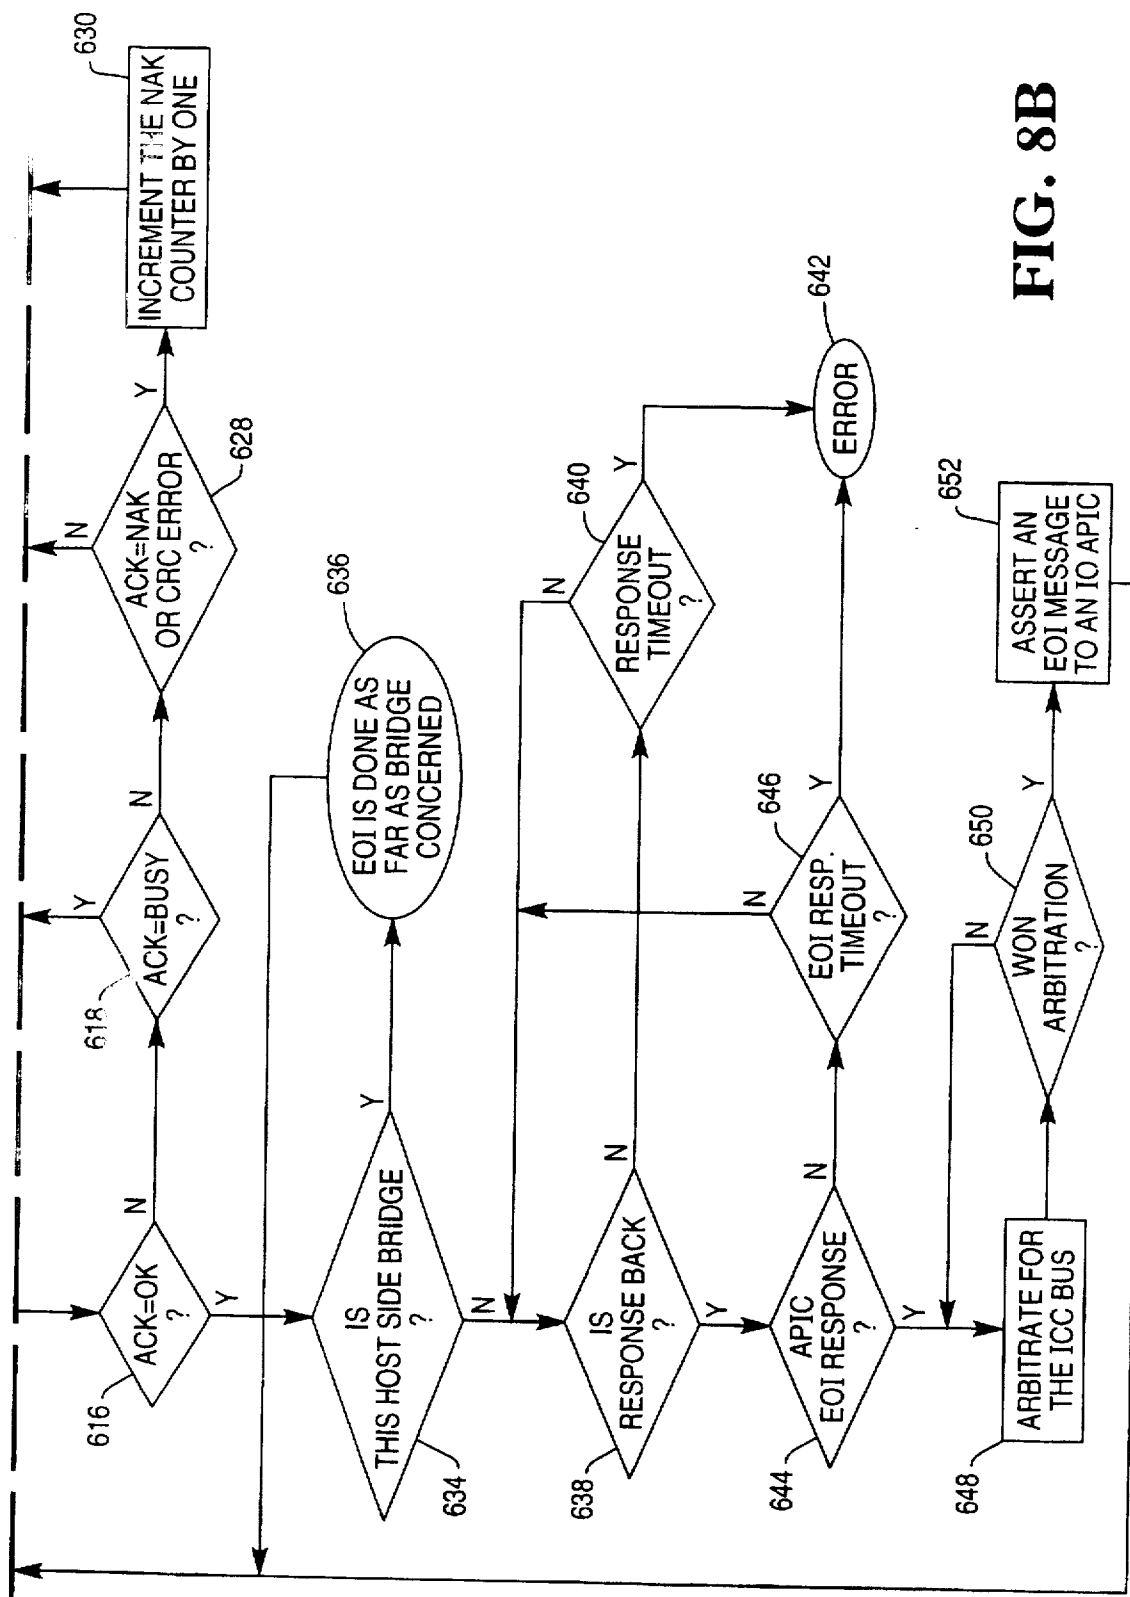 ACK=OK
?
616
N
Y
ACK=BUSY
?
618
Y
N
ACK=NAK
OR CRC ERROR
?
628
N
Y
INCREMENT THE NAK
COUNTER BY ONE
630
IS
THIS HOST SIDE BRIDGE
?
634
Y
N
EOI IS DONE AS
FAR AS BRIDGE
CONCERNED
636
IS
RESPONSE BACK
?
638
N
Y
RESPONSE
TIMEOUT
?
640
N
Y
ERROR
642
APIC
EOI RESPONSE
?
644
N
Y
EOI RESP.
TIMEOUT
?
646
N
Y
ARBITRATE FOR
THE ICC BUS
648
WON
ARBITRATION
?
650
N
Y
ASSERT AN
EOI MESSAGE
TO AN IO APIC
652
FIG. 8B